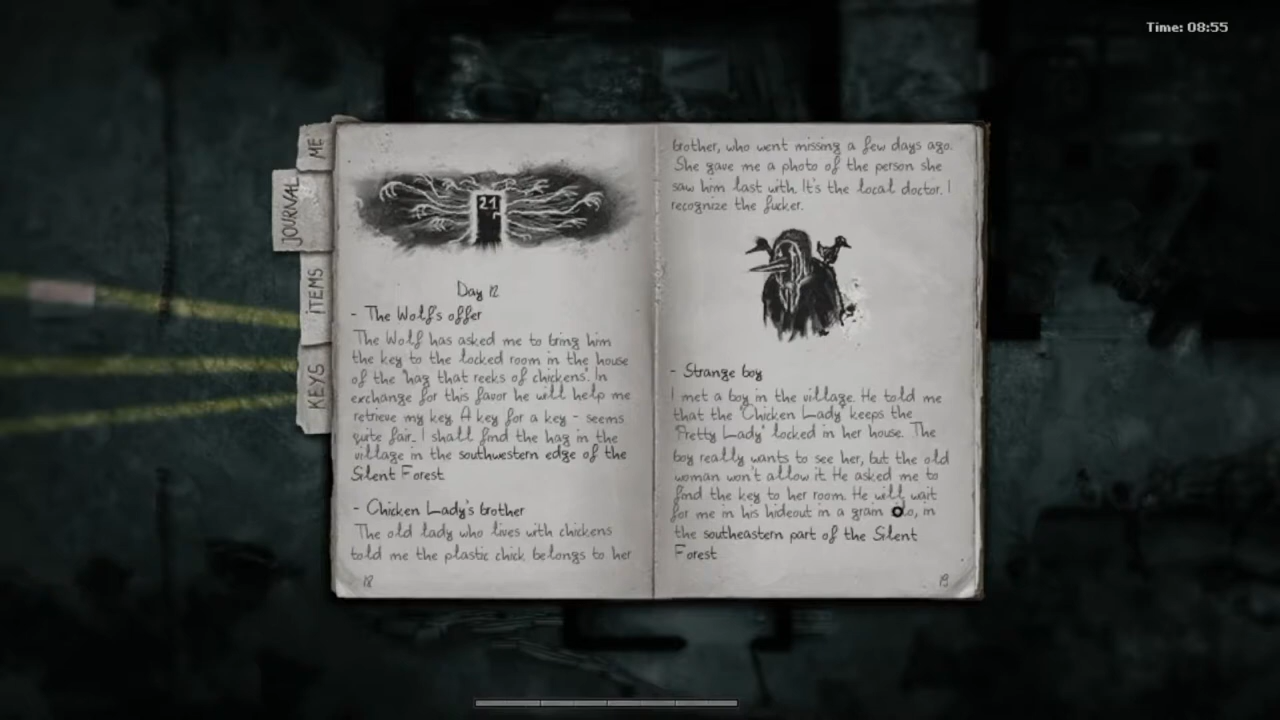 Time: 08:55
ME
JOURNAL
ITEMS
KEYS
21
Day 12
- The Wolf's offer
The Wolf has asked me to bring him
the key to the locked room in the house
of the "hag that reeks of chickens". In
exchange for this favor he will help me
retrieve my key. A key for a key - seems
quite fair... I shall find the hag in the
village in the southwestern edge of the
Silent Forest
- Chicken Lady's brother
The old lady who lives with chickens
told me the plastic chick belongs to her
18
brother, who went missing a few days ago.
She gave me a photo of the person she
saw him last with. It's the local doctor. I
recognize the fucker.
- Strange boy
I met a boy in the village. He told me
that the "Chicken Lady" keeps the
"Pretty Lady" locked in her house. The
boy really wants to see her, but the old
woman won't allow it. He asked me to
find the key to her room. He will wait
for me in his hideout in a grain in
the southeastern part of the Silent
Forest
19